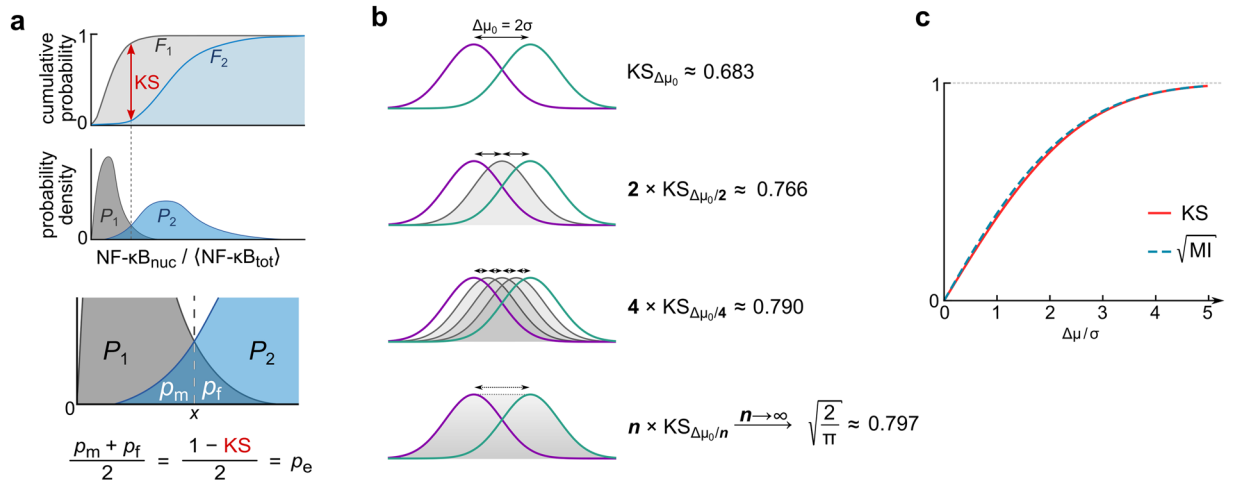 a
cumulative
probability
1
0
F₁
F₂
KS
probability
density
0
P₁
P₂
NF-κBnuc / ⟨NF-κBtot⟩
P₁
P₂
pm
pf
0
x
(pm + pf)/2 = (1 − KS)/2 = pe
b
Δμ₀ = 2σ
KSΔμ₀ ≈ 0.683
2 × KSΔμ₀/2 ≈ 0.766
4 × KSΔμ₀/4 ≈ 0.790
n × KSΔμ₀/n n→∞ √(2/π) ≈ 0.797
c
1
0
KS
√MI
0 1 2 3 4 5
Δμ/σ